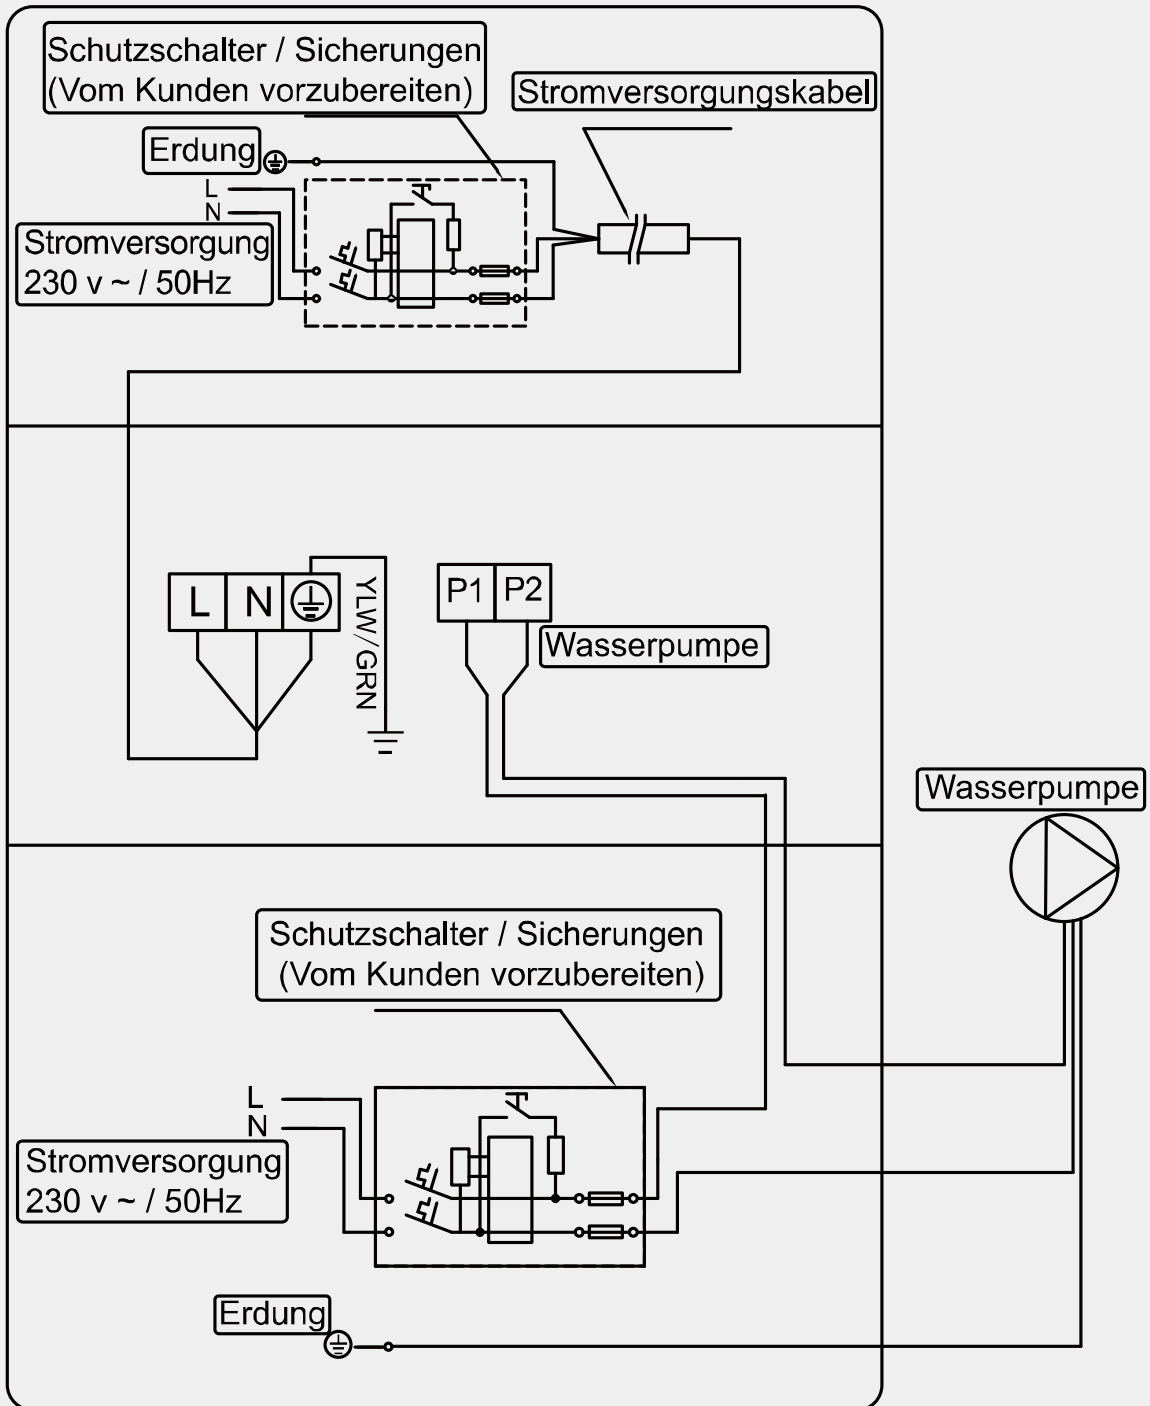 Schutzschalter / Sicherungen
(Vom Kunden vorzubereiten)
Stromversorgungskabel
Erdung
L
N
Stromversorgung
230 v ~ / 50Hz
L N
YLW/GRN
P1 P2
Wasserpumpe
Wasserpumpe
Schutzschalter / Sicherungen
(Vom Kunden vorzubereiten)
L
N
Stromversorgung
230 v ~ / 50Hz
Erdung